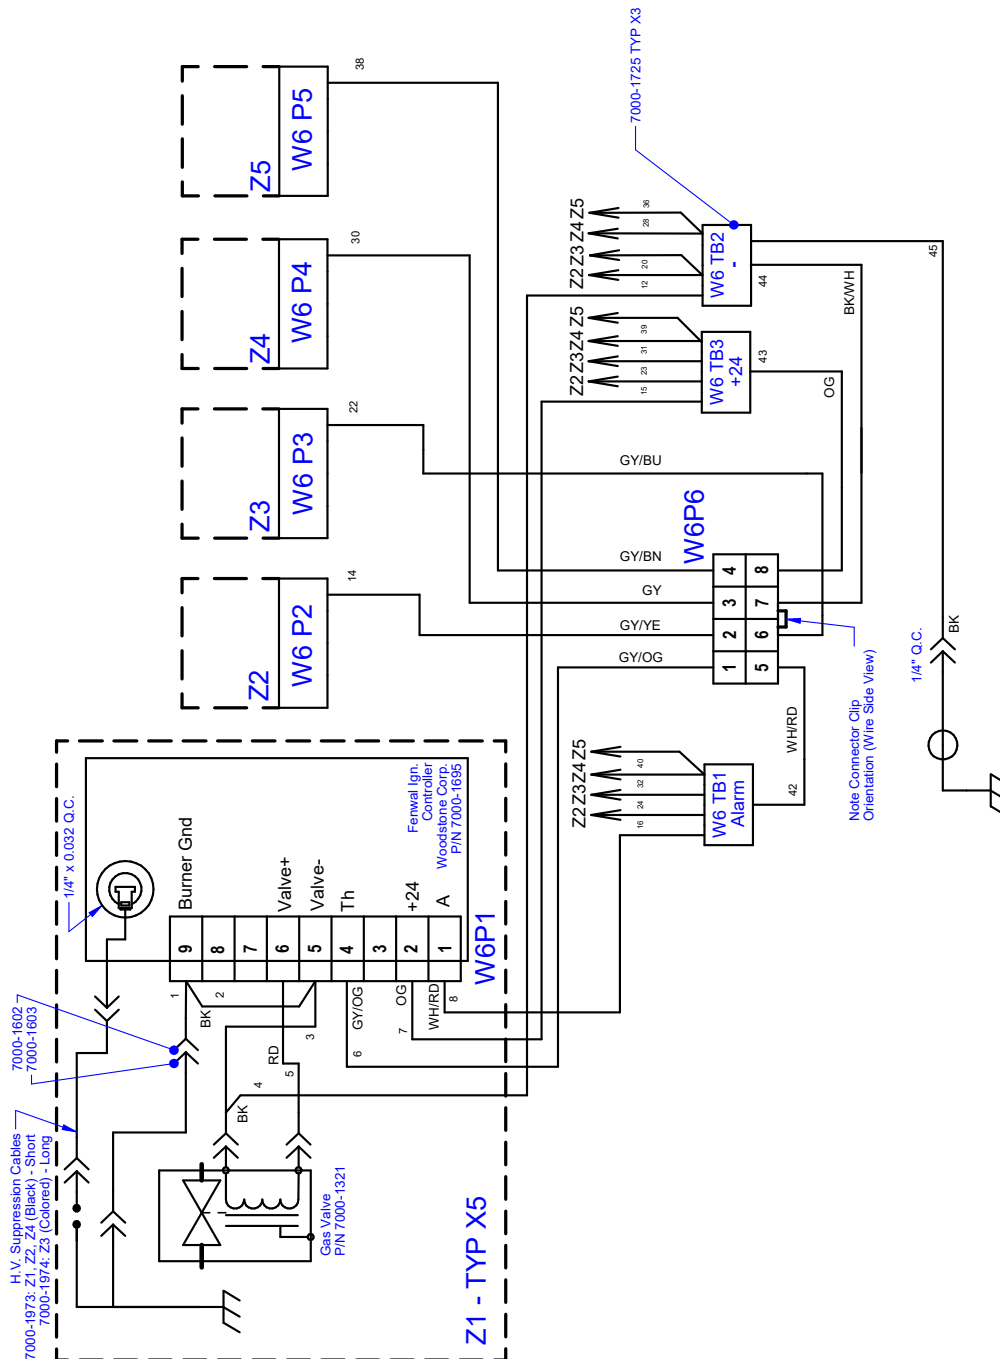 38
Z5
W6 P5
30
Z4
W6 P4
22
Z3
W6 P3
14
Z2
W6 P2
7000-1725 TYP X3
Z2 Z3 Z4 Z5
12
20
28
36
W6 TB2
-
44
45
BK/WH
Z2 Z3 Z4 Z5
15
23
31
39
W6 TB3
+24
43
OG
GY/BU
GY/BN
GY
GY/YE
GY/OG
W6P6
4 8
3 7
2 6
1 5
Note Connector Clip
Orientation (Wire Side View)
WH/RD
42
Z2 Z3 Z4 Z5
16
24
32
40
W6 TB1
Alarm
1/4" Q.C.
BK
1/4" x 0.032 Q.C.
Fenwal Ign.
Controller
Woodstone Corp.
P/N 7000-1695
Burner Gnd
Valve+
Valve-
Th
+24
A
9
8
7
6
5
4
3
2
1
W6P1
1
2
BK
3
RD
5
4
BK
6
GY/OG
7
OG
WH/RD
8
7000-1602
7000-1603
H.V. Suppression Cables
7000-1973: Z1, Z2, Z4 (Black) - Short
7000-1974: Z3 (Colored) - Long
Gas Valve
P/N 7000-1321
Z1 - TYP X5